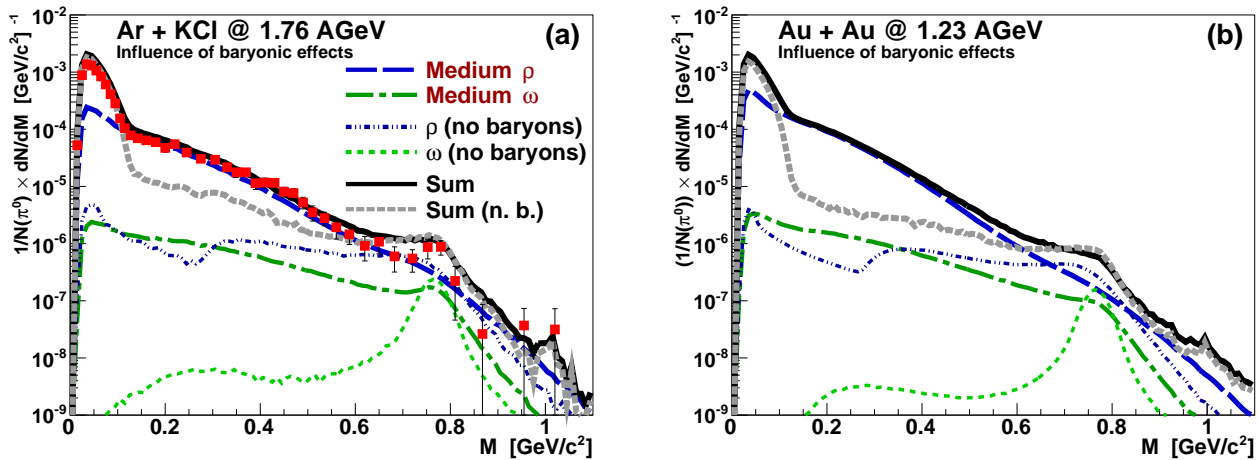 Ar + KCl @ 1.76 AGeV
Influence of baryonic effects
(a)
Medium ρ
Medium ω
ρ (no baryons)
ω (no baryons)
Sum
Sum (n. b.)
1/N(π⁰) × dN/dM [GeV/c²]⁻¹
10⁻²
10⁻³
10⁻⁴
10⁻⁵
10⁻⁶
10⁻⁷
10⁻⁸
10⁻⁹
0 0.2 0.4 0.6 0.8 1
M [GeV/c²]
Au + Au @ 1.23 AGeV
Influence of baryonic effects
(b)
(1/N(π⁰)) × dN/dM [GeV/c²]⁻¹
10⁻²
10⁻³
10⁻⁴
10⁻⁵
10⁻⁶
10⁻⁷
10⁻⁸
10⁻⁹
0 0.2 0.4 0.6 0.8 1
M [GeV/c²]